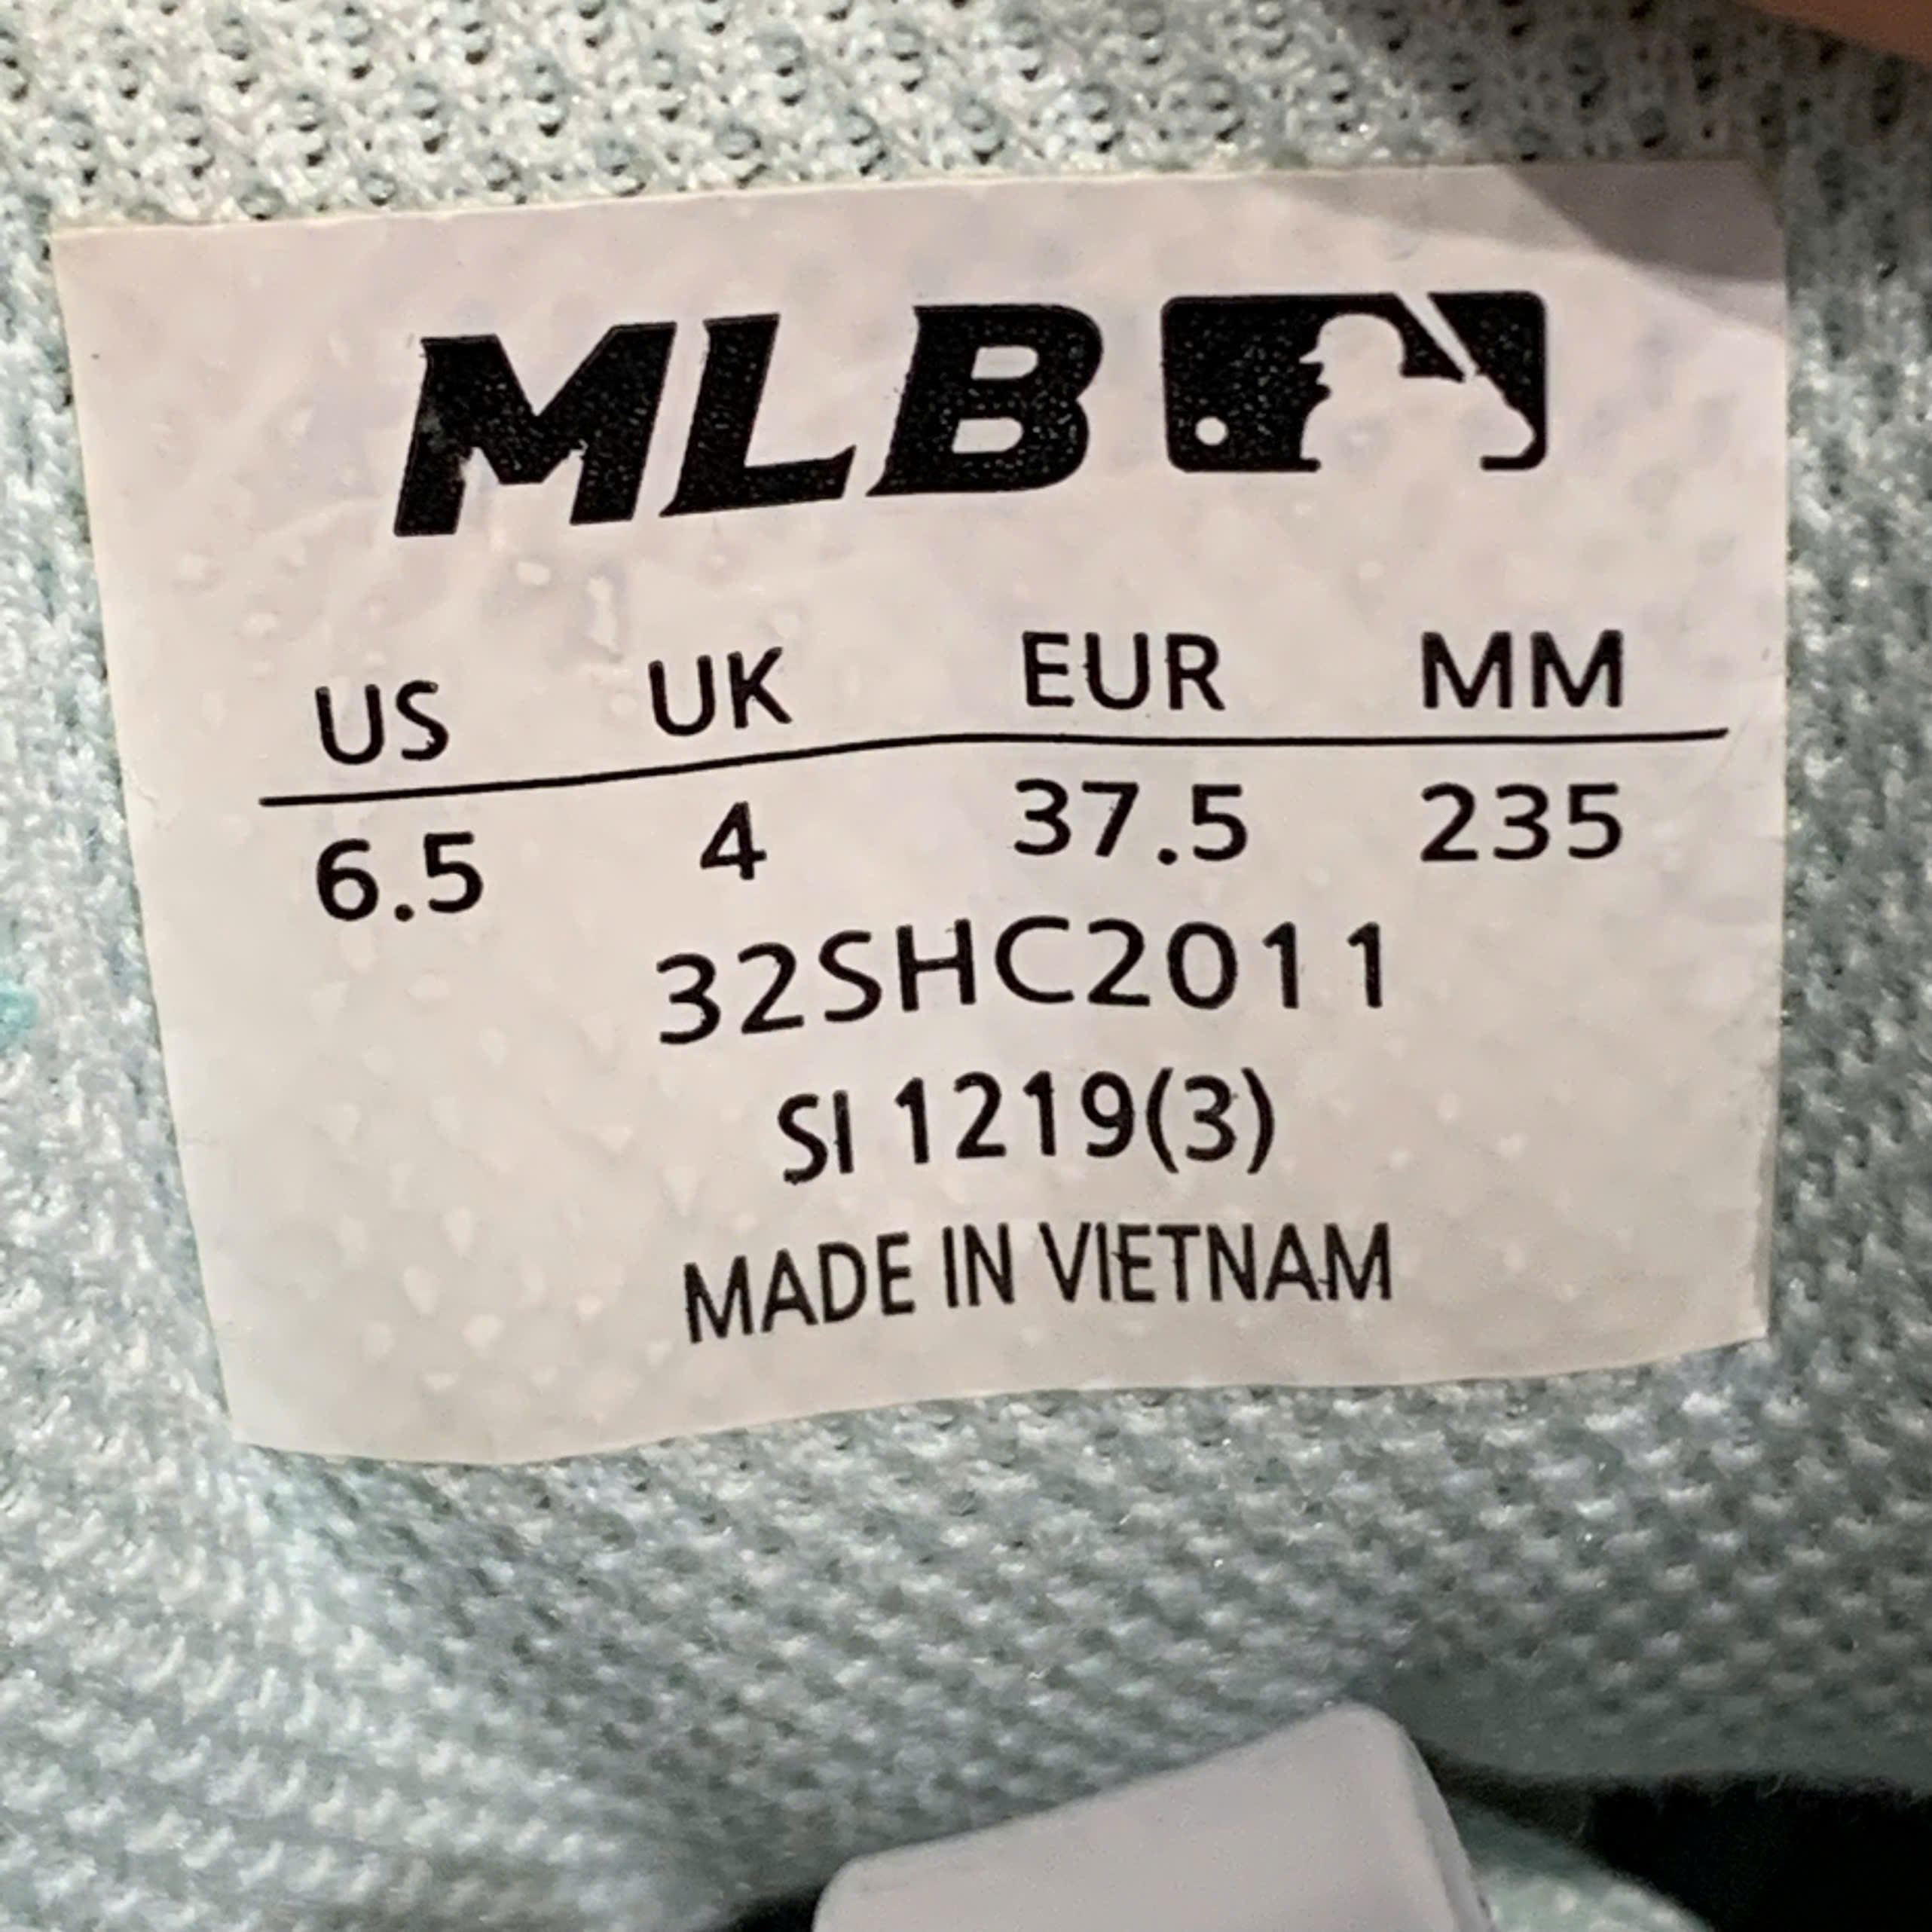 MLB
US UK EUR MM
6.5 4 37.5 235
32SHC2011
SI 1219(3)
MADE IN VIETNAM